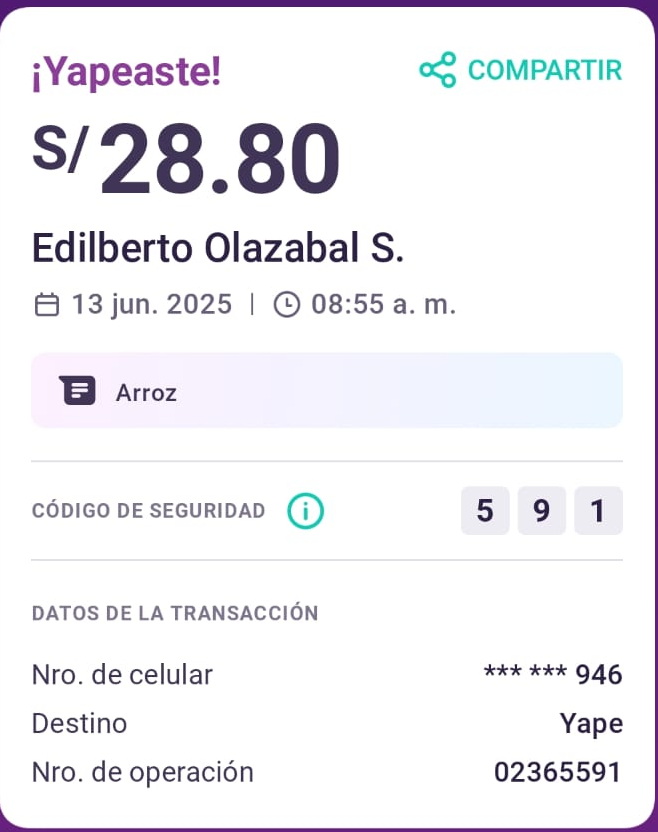 ¡Yapeaste!
COMPARTIR
S/28.80
Edilberto Olazabal S.
13 jun. 2025 | 08:55 a. m.
Arroz
CÓDIGO DE SEGURIDAD 5 9 1
DATOS DE LA TRANSACCIÓN
Nro. de celular *** *** 946
Destino Yape
Nro. de operación 02365591